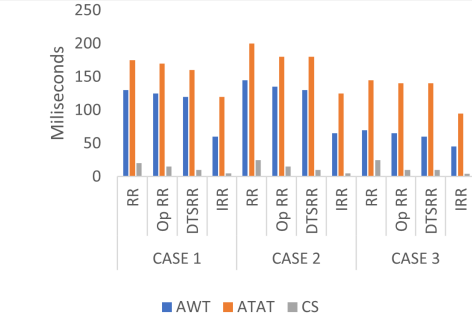 250
200
150
100
50
0
Miliseconds
RR
Op RR
DTSRR
IRR
RR
Op RR
DTSRR
IRR
RR
Op RR
DTSRR
IRR
CASE 1 CASE 2 CASE 3
AWT ATAT CS